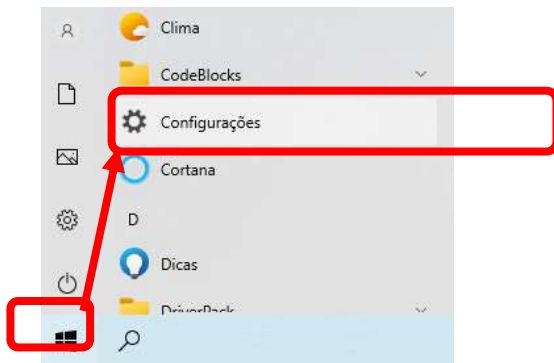 Clima
CodeBlocks
Configurações
Cortana
D
Dicas
DriverPack